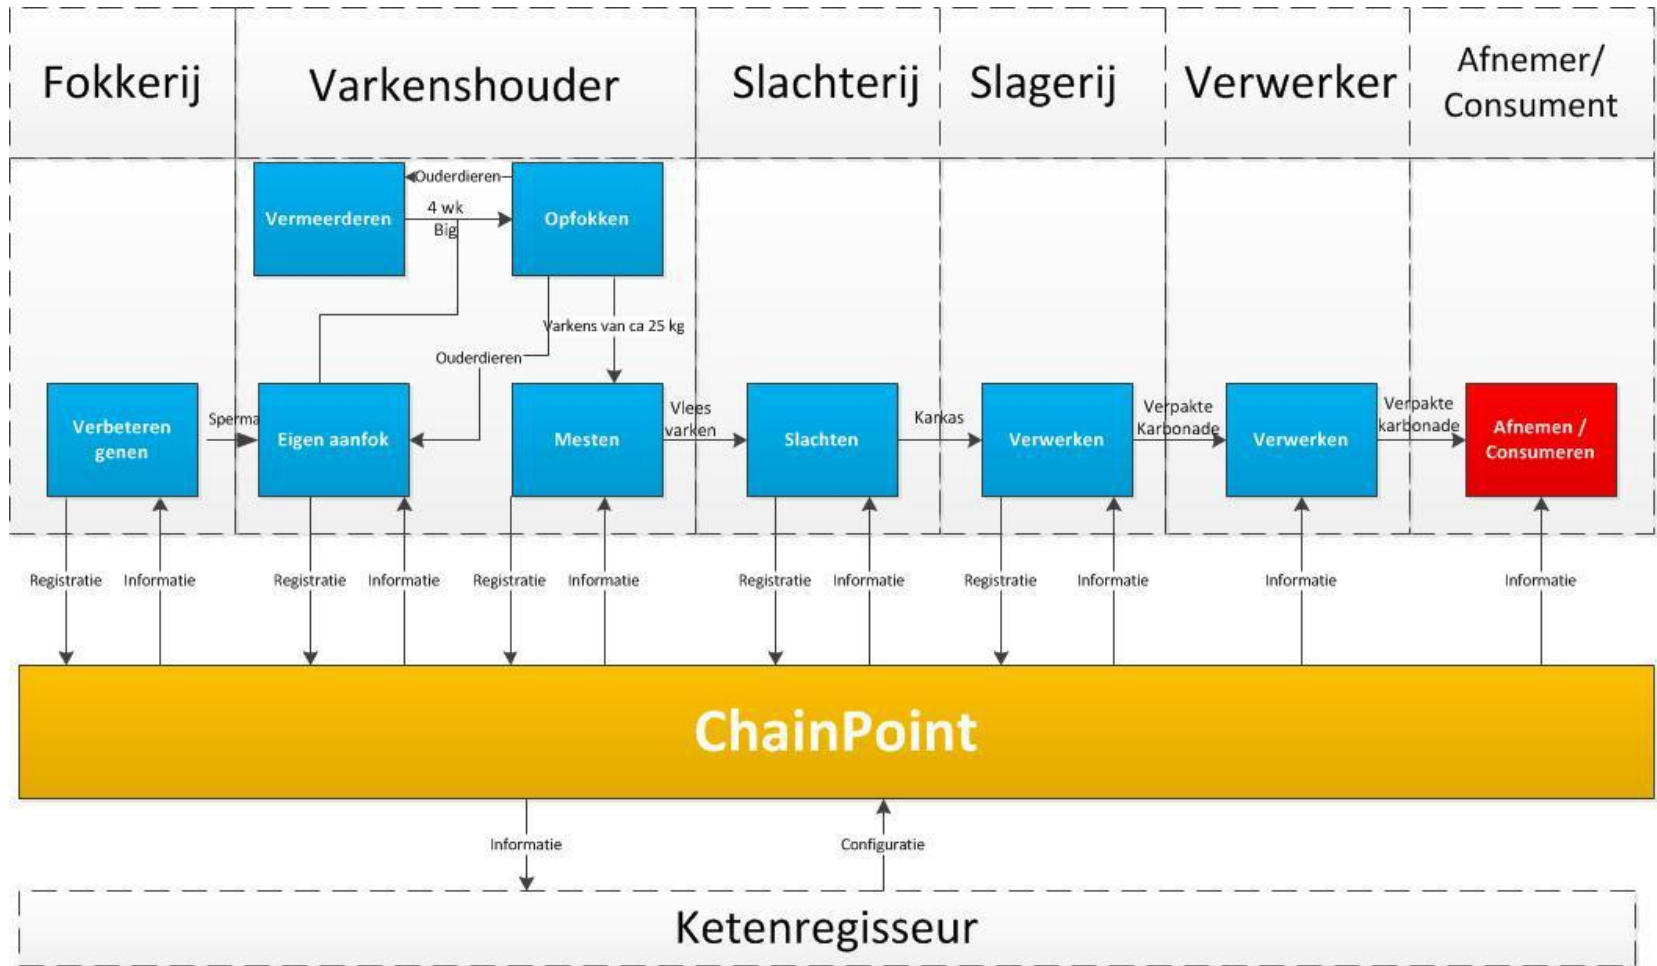 Fokkerij
Varkenshouder
Slachterij
Slagerij
Verwerker
Afnemer/
Consument
Ouderdieren
Vermeerderen
4 wk
Big
Opfokken
Varkens van ca 25 kg
Ouderdieren
Verbeteren
genen
Sperma
Eigen aanfok
Mesten
Vlees
varken
Slachten
Karkas
Verwerken
Verpakte
Karbonade
Verwerken
Verpakte
karbonade
Afnemen /
Consumeren
Registratie
Informatie
Registratie
Informatie
Registratie
Informatie
Registratie
Informatie
Registratie
Informatie
Informatie
Informatie
ChainPoint
Informatie
Configuratie
Ketenregisseur